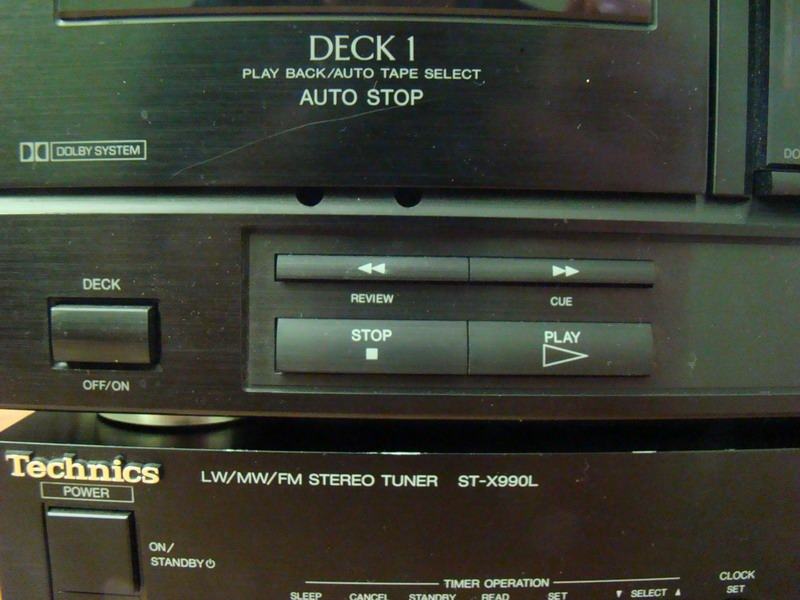 DECK 1
PLAY BACK/AUTO TAPE SELECT
AUTO STOP
DOLBY SYSTEM
DO
DECK
OFF/ON
REVIEW
CUE
STOP
PLAY
Technics
POWER
LW/MW/FM STEREO TUNER ST-X990L
ON/
STANDBY
TIMER OPERATION
SLEEP CANCEL STANDBY READ SET SELECT
CLOCK
SET